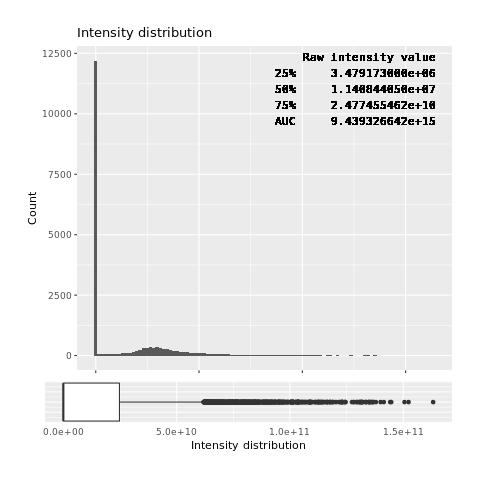 Intensity distribution
12500
10000
7500
5000
2500
0
Count
Raw intensity value
25% 3.479173000e+06
50% 1.140844050e+07
75% 2.477455462e+10
AUC 9.439326642e+15
0.0e+00 5.0e+10 1.0e+11 1.5e+11
Intensity distribution